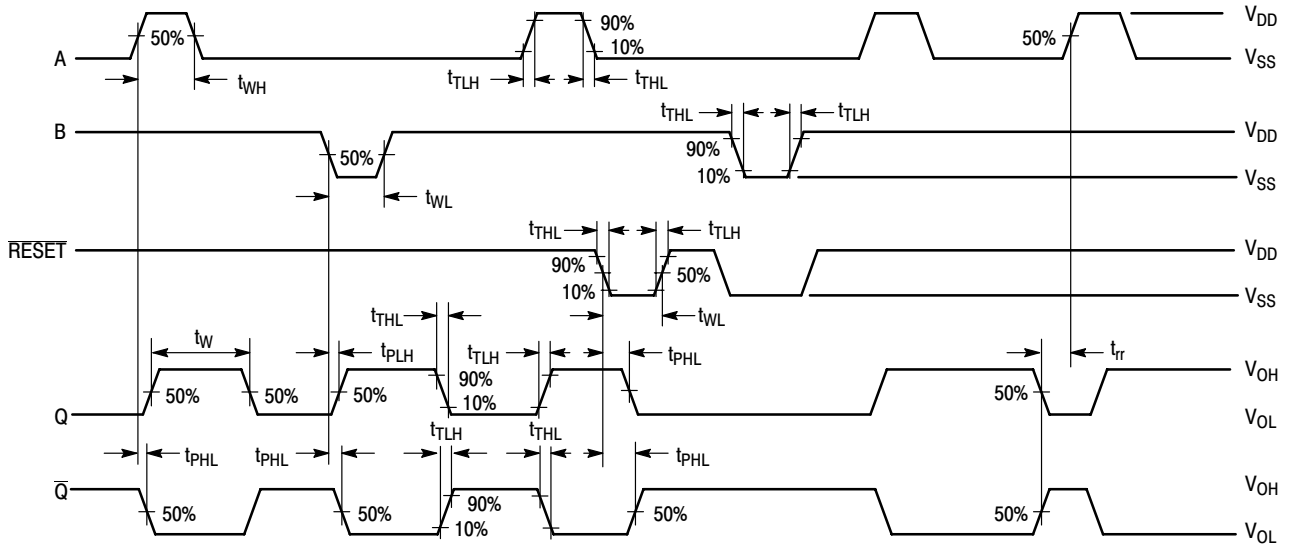 90% V_DD
A 50% 50%
10% V_SS
t_WH t_TLH t_THL
t_THL t_TLH
B V_DD
50% 90%
10% V_SS
t_WL
t_THL t_TLH
RESET V_DD
90% 50%
10% V_SS
t_THL t_WL
t_W t_PLH t_TLH t_PHL t_rr
V_OH
50% 50% 50% 90% 50%
Q 10% V_OL
t_TLH t_THL
t_PHL t_PHL t_PHL
Q V_OH
50% 50% 90% 50% 50%
10% V_OL